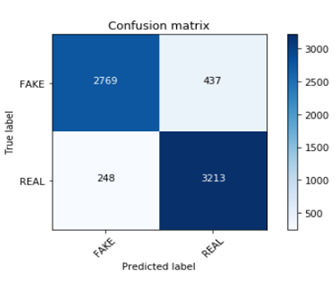 Confusion matrix
FAKE 2769 437
REAL 248 3213
FAKE REAL
True label
Predicted label
3000
2500
2000
1500
1000
500